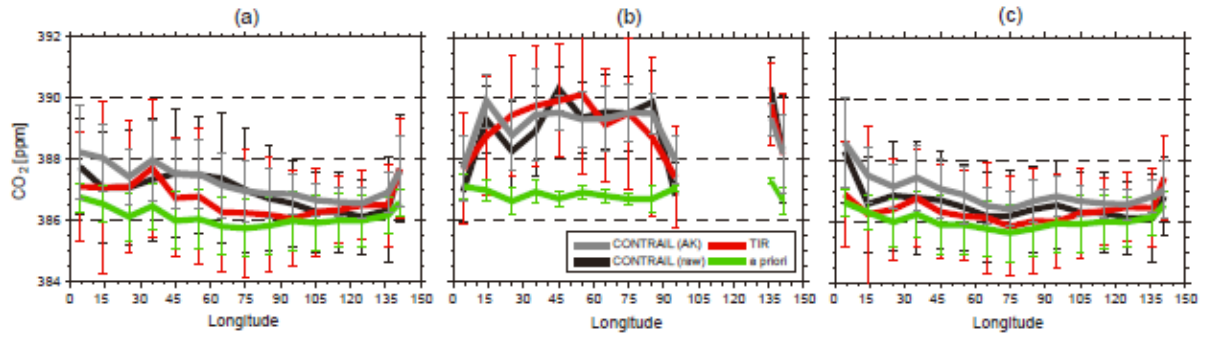 (a) (b) (c)
392
390
388
386
384
CO2 [ppm]
0 15 30 45 60 75 90 105 120 135 150
0 15 30 45 60 75 90 105 120 135 150
0 15 30 45 60 75 90 105 120 135 150
Longitude Longitude Longitude
CONTRAIL (AK) TIR
CONTRAIL (raw) a priori